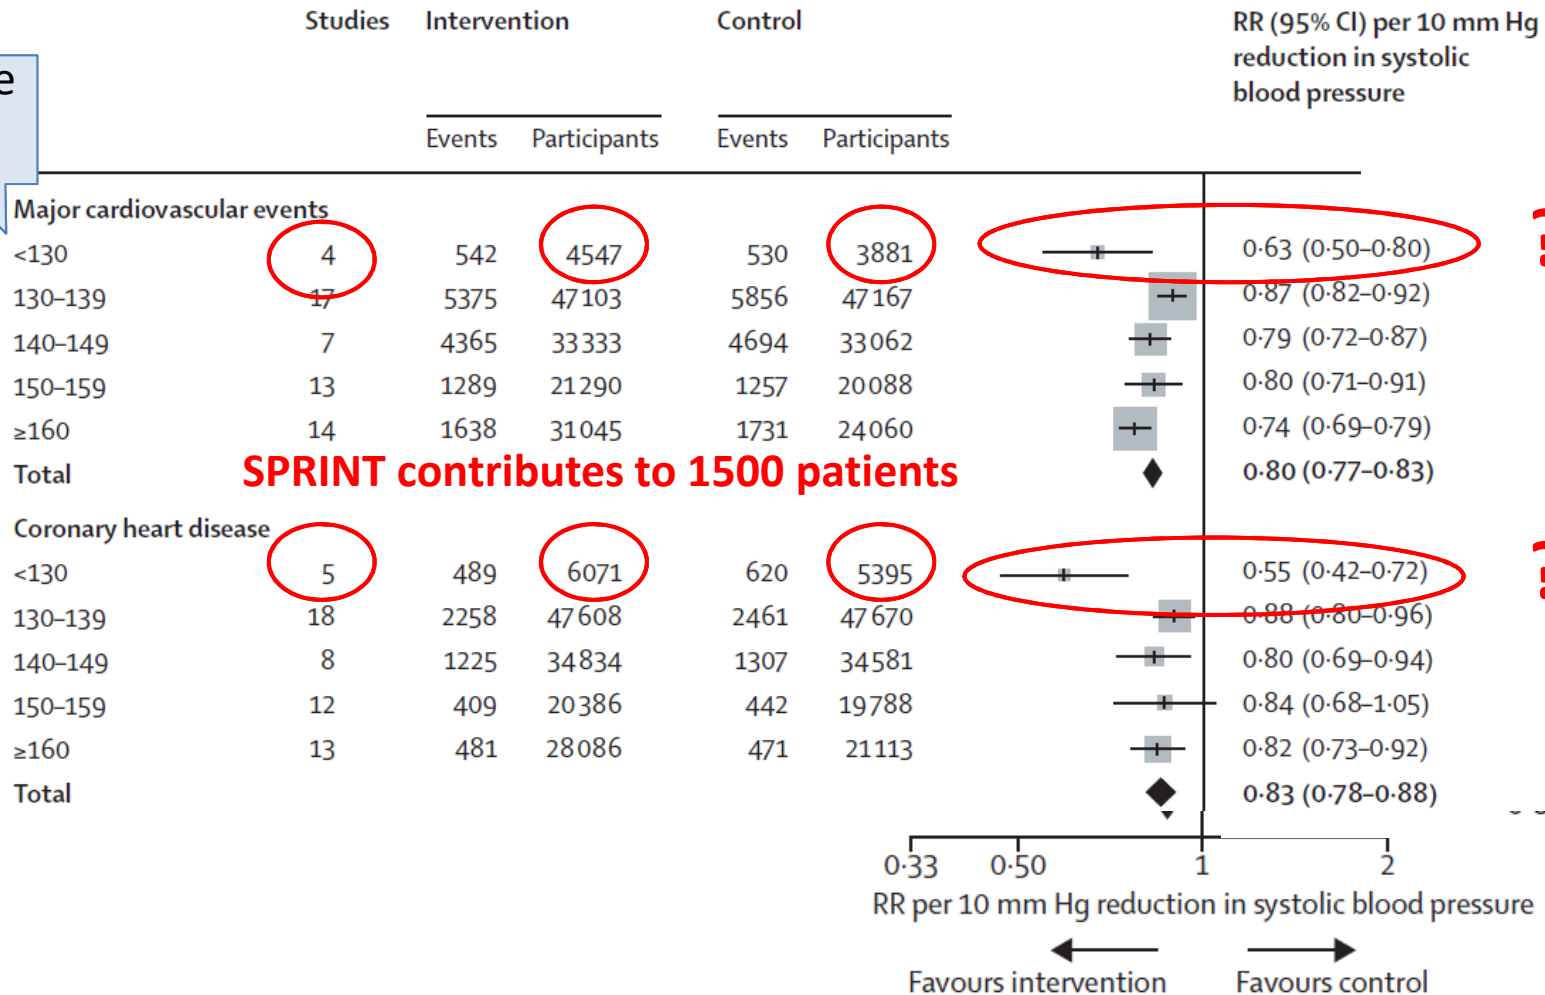 Studies Intervention Control RR (95% CI) per 10 mm Hg
reduction in systolic
blood pressure
Events Participants Events Participants
Major cardiovascular events
<130 4 542 4547 530 3881 0·63 (0·50–0·80)
130–139 17 5375 47103 5856 47167 0·87 (0·82–0·92)
140–149 7 4365 33333 4694 33062 0·79 (0·72–0·87)
150–159 13 1289 21290 1257 20088 0·80 (0·71–0·91)
≥160 14 1638 31045 1731 24060 0·74 (0·69–0·79)
Total 0·80 (0·77–0·83)
SPRINT contributes to 1500 patients
Coronary heart disease
<130 5 489 6071 620 5395 0·55 (0·42–0·72)
130–139 18 2258 47608 2461 47670 0·88 (0·80–0·96)
140–149 8 1225 34834 1307 34581 0·80 (0·69–0·94)
150–159 12 409 20386 442 19788 0·84 (0·68–1·05)
≥160 13 481 28086 471 21113 0·82 (0·73–0·92)
Total 0·83 (0·78–0·88)
0·33 0·50 1 2
RR per 10 mm Hg reduction in systolic blood pressure
Favours intervention Favours control